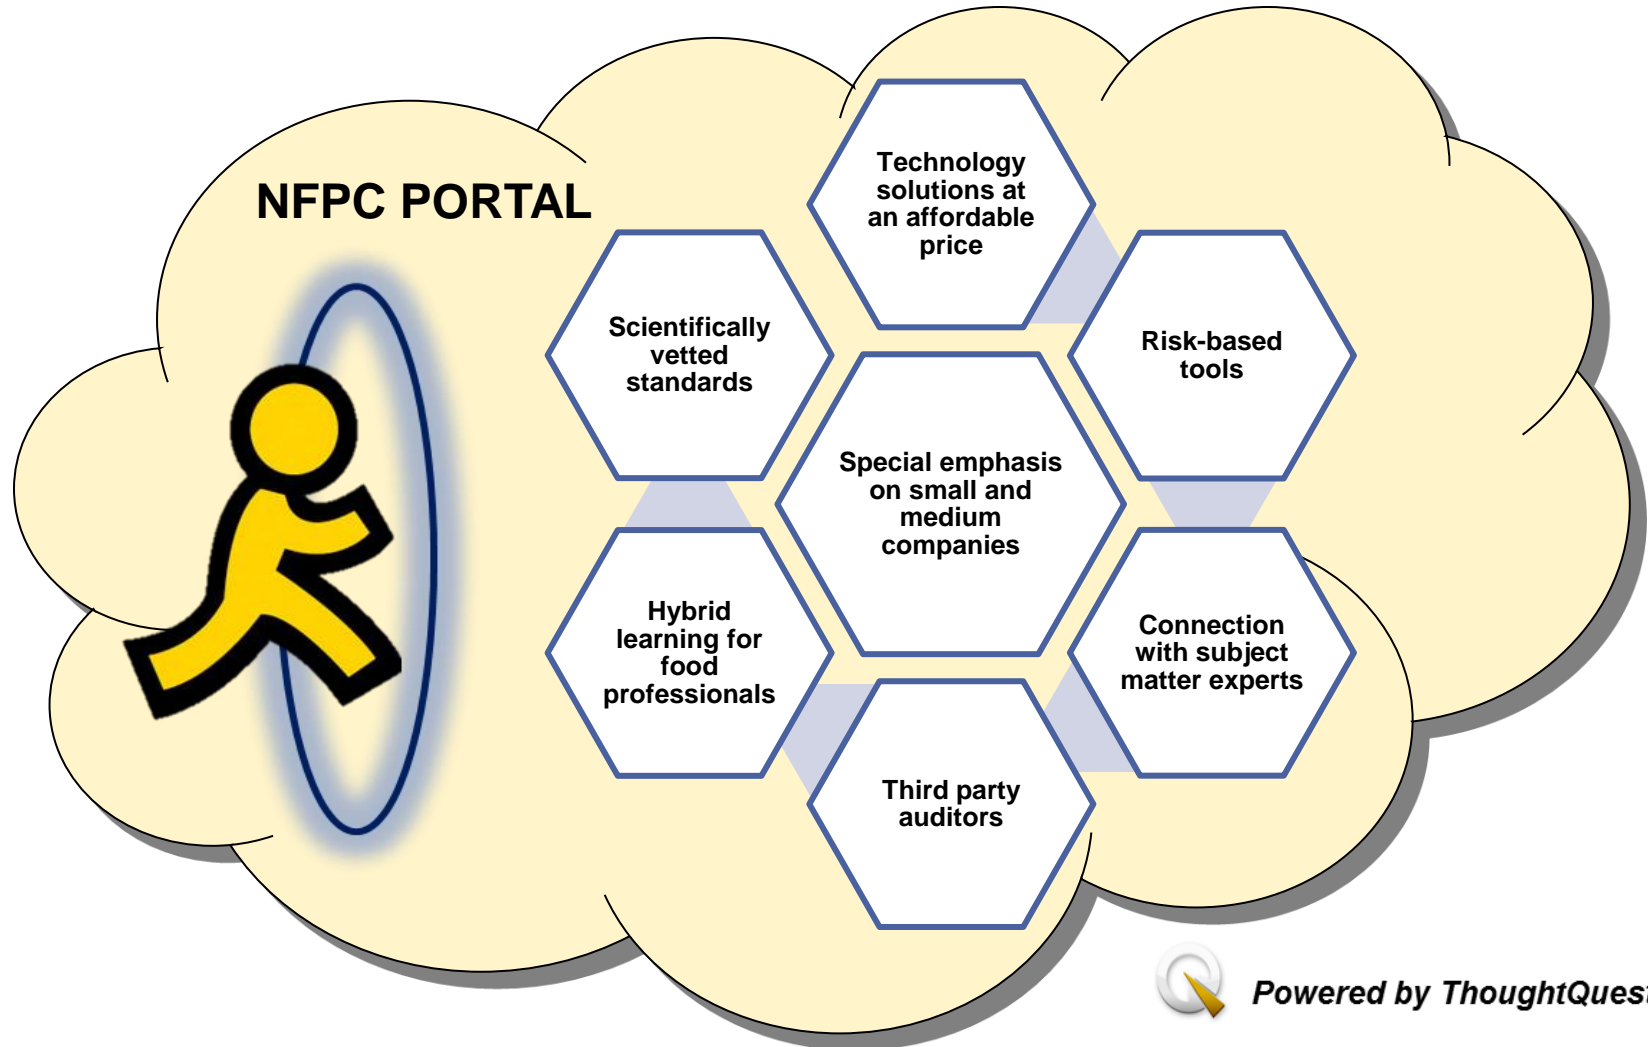 NFPC PORTAL
Technology
solutions at
an affordable
price
Scientifically
vetted
standards
Risk-based
tools
Special emphasis
on small and
medium
companies
Hybrid
learning for
food
professionals
Connection
with subject
matter experts
Third party
auditors
Powered by ThoughtQuest